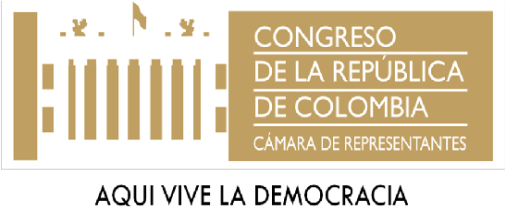 CONGRESO
DE LA REPÚBLICA
DE COLOMBIA
CÁMARA DE REPRESENTANTES
AQUI VIVE LA DEMOCRACIA